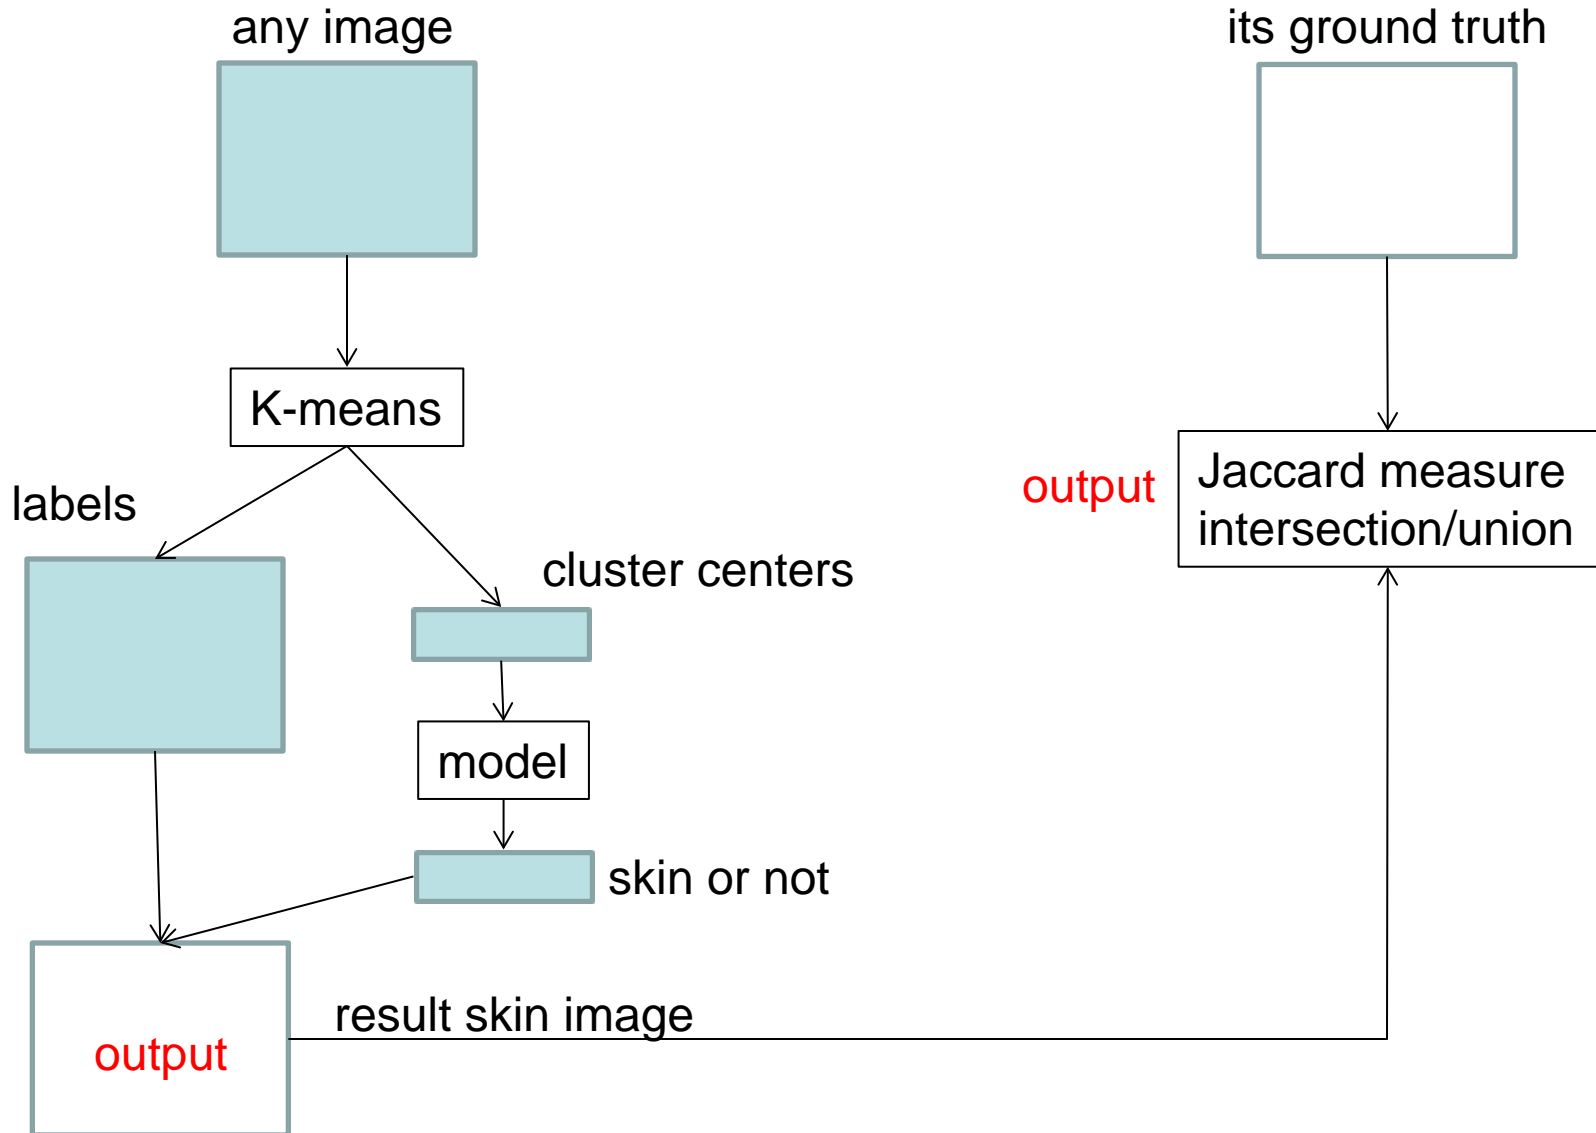 any image
its ground truth
K-means
labels
output
Jaccard measure
intersection/union
cluster centers
model
skin or not
result skin image
output